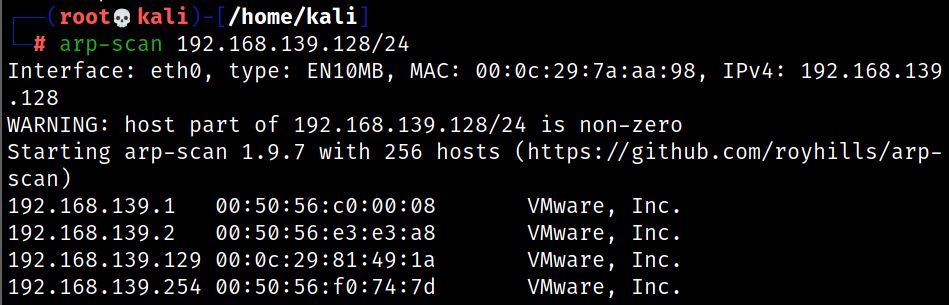 (root💀kali)-[/home/kali]
# arp-scan 192.168.139.128/24
Interface: eth0, type: EN10MB, MAC: 00:0c:29:7a:aa:98, IPv4: 192.168.139
.128
WARNING: host part of 192.168.139.128/24 is non-zero
Starting arp-scan 1.9.7 with 256 hosts (https://github.com/royhills/arp-
scan)
192.168.139.1   00:50:56:c0:00:08       VMware, Inc.
192.168.139.2   00:50:56:e3:e3:a8       VMware, Inc.
192.168.139.129 00:0c:29:81:49:1a       VMware, Inc.
192.168.139.254 00:50:56:f0:74:7d       VMware, Inc.